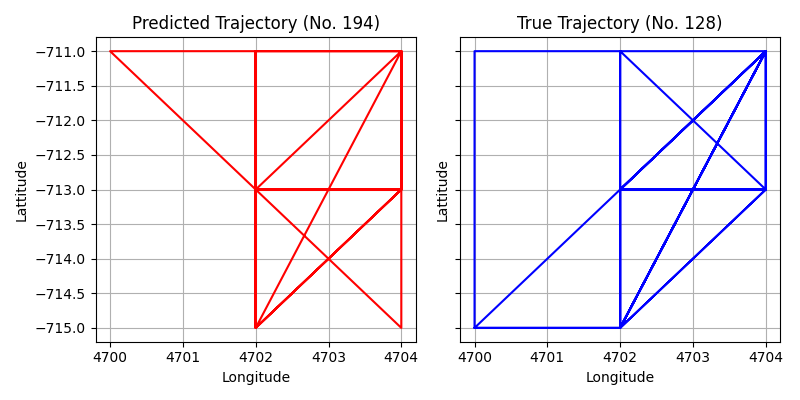 Predicted Trajectory (No. 194)
True Trajectory (No. 128)
−711.0
−711.5
−712.0
−712.5
−713.0
−713.5
−714.0
−714.5
−715.0
Lattitude
Lattitude
4700 4701 4702 4703 4704
4700 4701 4702 4703 4704
Longitude
Longitude